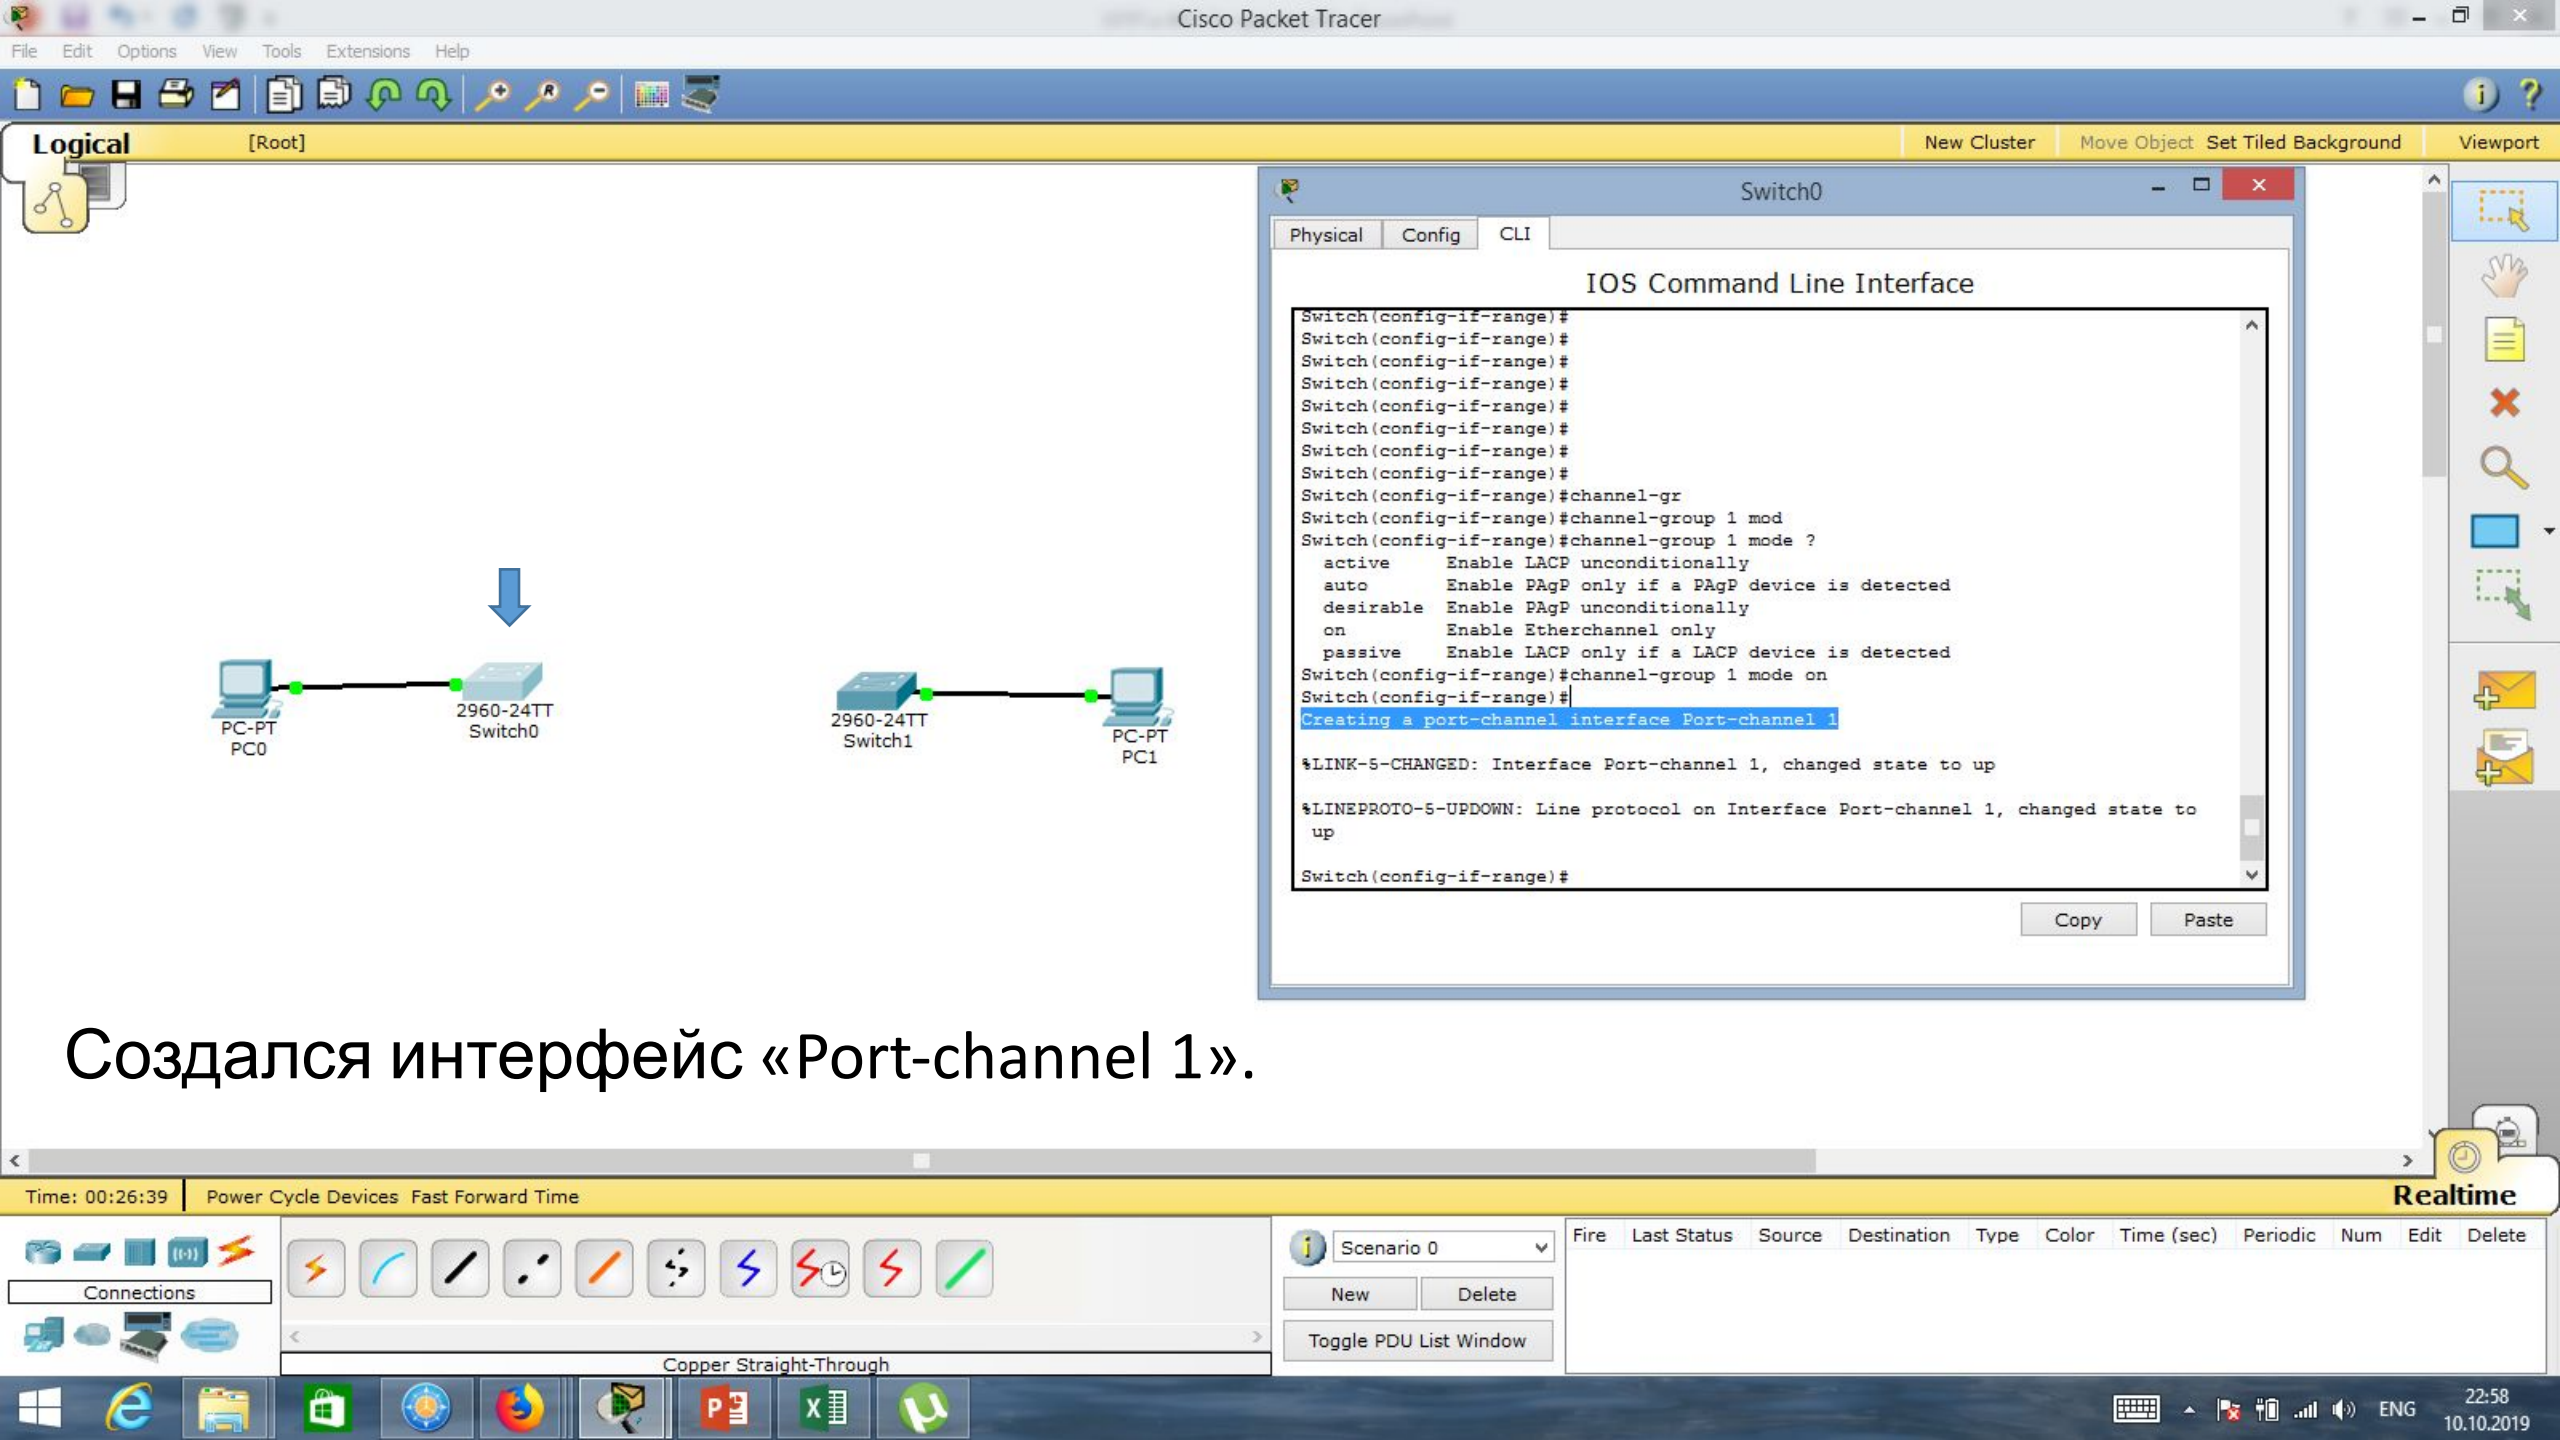 Cisco Packet Tracer
File Edit Options View Tools Extensions Help
Logical [Root] New Cluster Move Object Set Tiled Background Viewport
Switch0
Physical Config CLI
IOS Command Line Interface
Switch(config-if-range)#
Switch(config-if-range)#
Switch(config-if-range)#
Switch(config-if-range)#
Switch(config-if-range)#
Switch(config-if-range)#
Switch(config-if-range)#
Switch(config-if-range)#
Switch(config-if-range)#channel-gr
Switch(config-if-range)#channel-group 1 mod
Switch(config-if-range)#channel-group 1 mode ?
active Enable LACP unconditionally
auto Enable PAgP only if a PAgP device is detected
desirable Enable PAgP unconditionally
on Enable Etherchannel only
passive Enable LACP only if a LACP device is detected
Switch(config-if-range)#channel-group 1 mode on
Switch(config-if-range)#
Creating a port-channel interface Port-channel 1
%LINK-5-CHANGED: Interface Port-channel 1, changed state to up
%LINEPROTO-5-UPDOWN: Line protocol on Interface Port-channel 1, changed state to
up
Switch(config-if-range)#
Copy Paste
PC-PT
PC0
2960-24TT
Switch0
2960-24TT
Switch1
PC-PT
PC1
Создался интерфейс «Port-channel 1».
Time: 00:26:39 Power Cycle Devices Fast Forward Time Realtime
Connections
Copper Straight-Through
Scenario 0
New Delete
Toggle PDU List Window
Fire Last Status Source Destination Type Color Time (sec) Periodic Num Edit Delete
ENG
22:58
10.10.2019